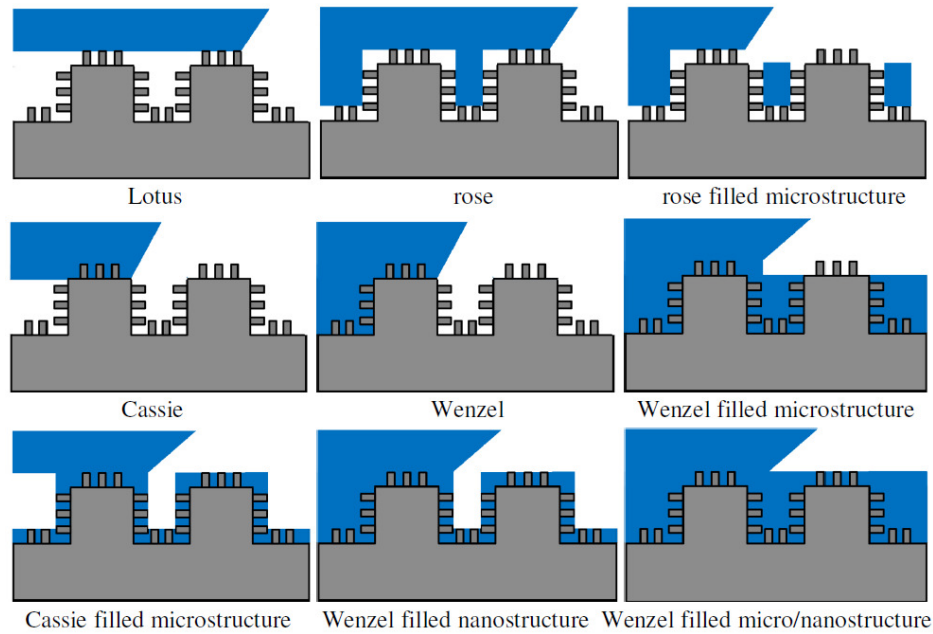 Lotus
rose
rose filled microstructure
Cassie
Wenzel
Wenzel filled microstructure
Cassie filled microstructure
Wenzel filled nanostructure
Wenzel filled micro/nanostructure